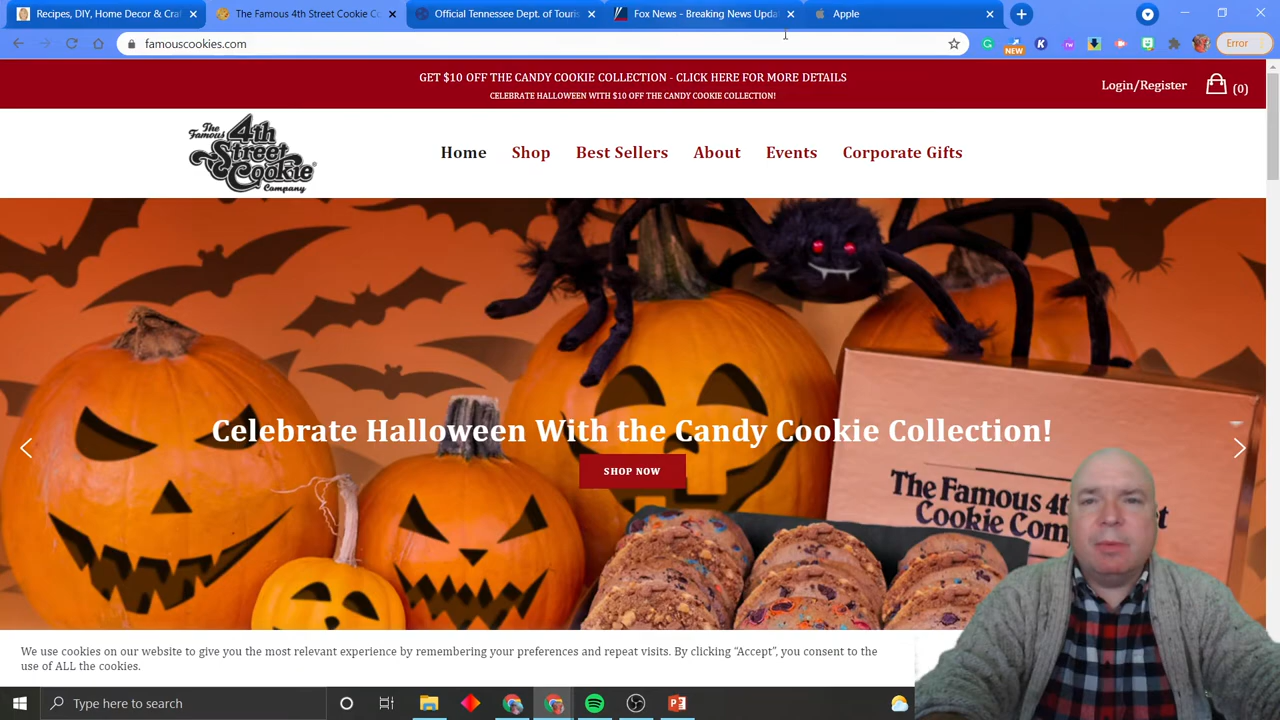 Recipes, DIY, Home Decor & Craf
The Famous 4th Street Cookie Co
Official Tennessee Dept. of Touris
Fox News - Breaking News Upda
Apple
famouscookies.com
NEW
Error
GET $10 OFF THE CANDY COOKIE COLLECTION - CLICK HERE FOR MORE DETAILS
CELEBRATE HALLOWEEN WITH $10 OFF THE CANDY COOKIE COLLECTION!
Login/Register
(0)
The Famous 4th Street Cookie Company
Home Shop Best Sellers About Events Corporate Gifts
Celebrate Halloween With the Candy Cookie Collection!
SHOP NOW
The Famous 4t
Cookie Com
We use cookies on our website to give you the most relevant experience by remembering your preferences and repeat visits. By clicking “Accept”, you consent to the
use of ALL the cookies.
Type here to search